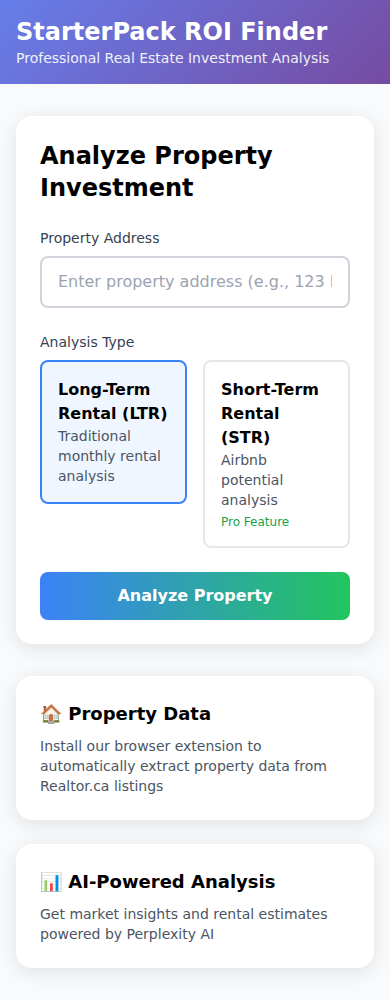 StarterPack ROI Finder
Professional Real Estate Investment Analysis
Analyze Property
Investment
Property Address
Enter property address (e.g., 123
Analysis Type
Long-Term
Rental (LTR)
Traditional
monthly rental
analysis
Short-Term
Rental
(STR)
Airbnb
potential
analysis
Pro Feature
Analyze Property
🏠 Property Data
Install our browser extension to
automatically extract property data from
Realtor.ca listings
📊 AI-Powered Analysis
Get market insights and rental estimates
powered by Perplexity AI